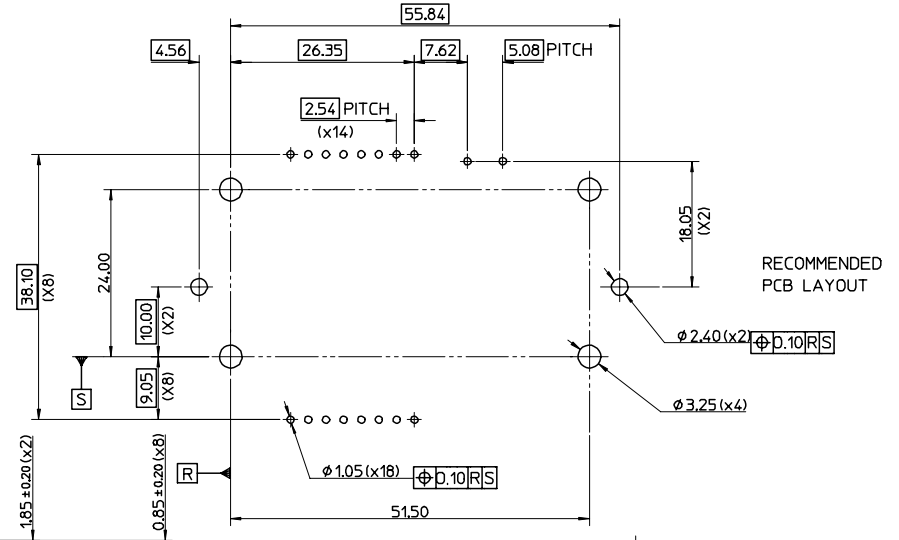 55.84
4.56
26.35
7.62
5.08 PITCH
2.54 PITCH
(x14)
38.10
(X8)
24.00
10.00
(X2)
9.05
(X8)
18.05
(X2)
RECOMMENDED
PCB LAYOUT
⌀2.40 (x2)
⌖ 0.10 R S
S
⌀3.25 (x4)
R
⌀1.05 (x18)
⌖ 0.10 R S
1.85 ±0.20 (x2)
0.85 ±0.20 (x8)
51.50